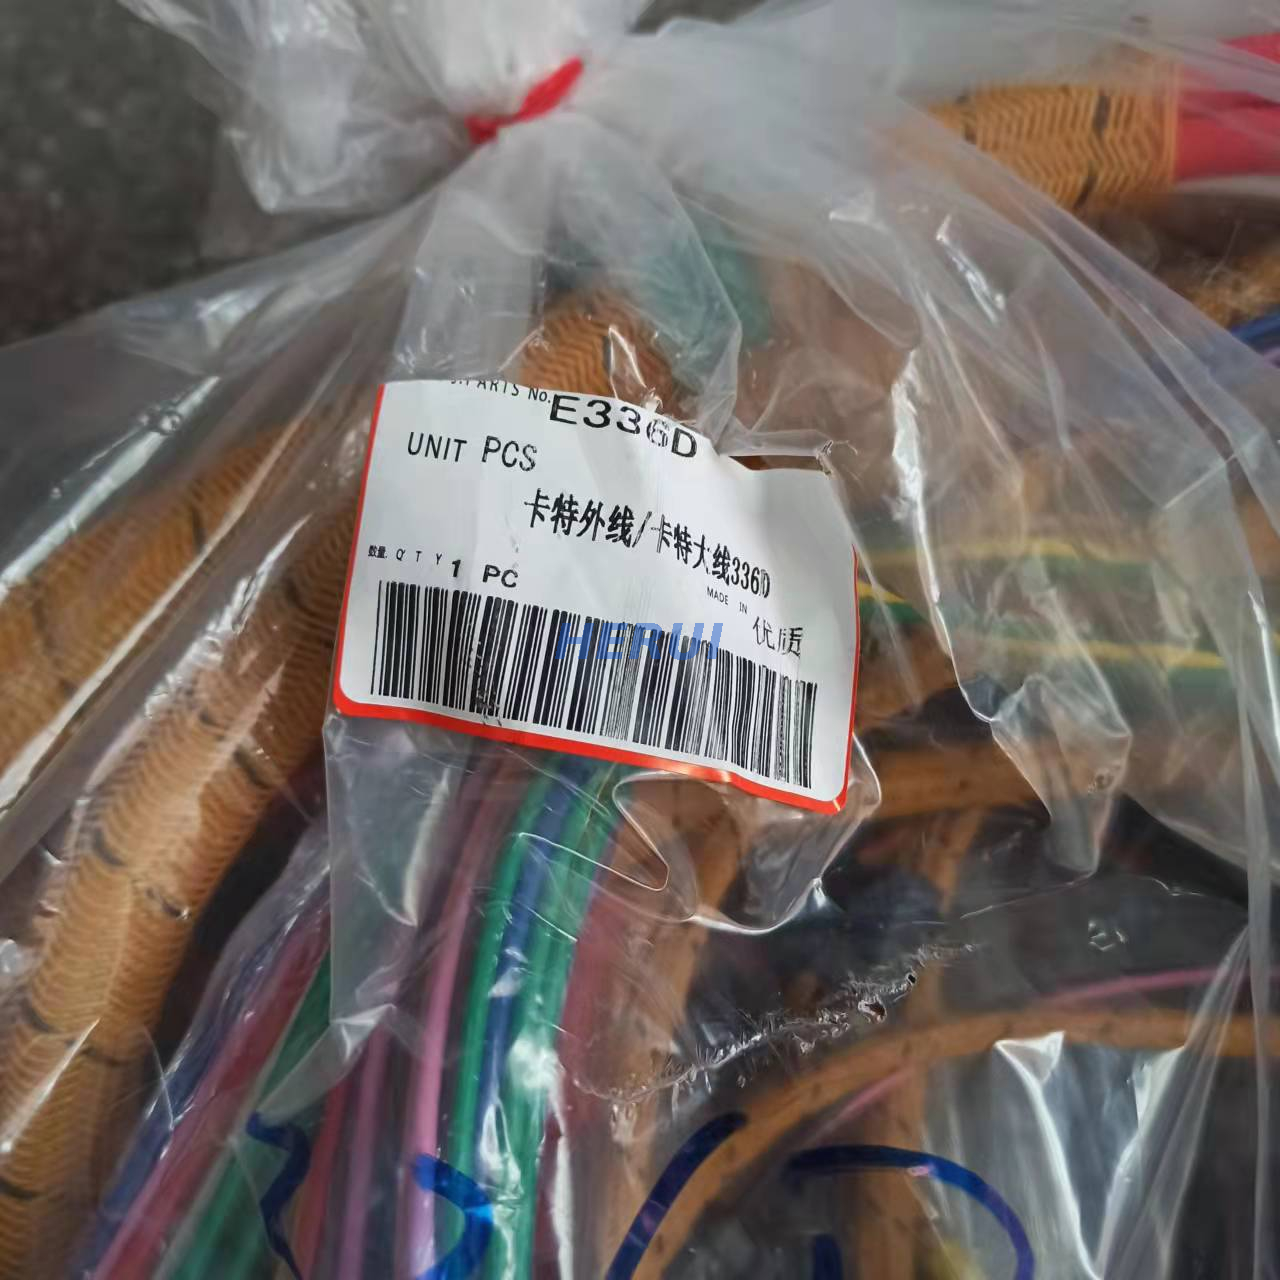 PARTS No. E336D
UNIT PCS
卡特外线/卡特大线336D
数量 Q'TY 1 PC
MADE IN 优质
HERUI